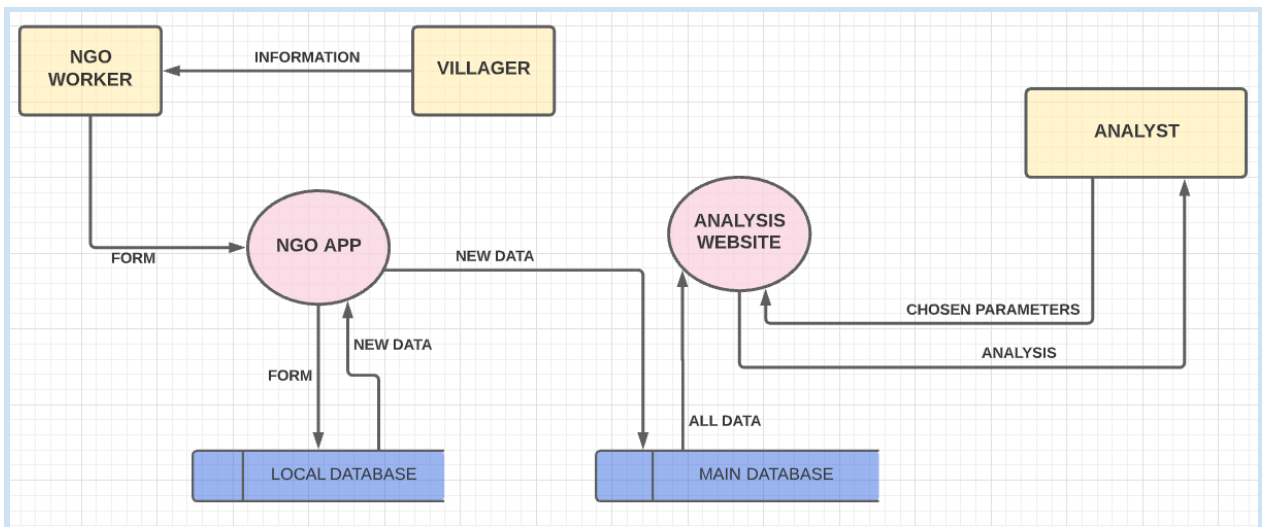 NGO
WORKER
INFORMATION
VILLAGER
ANALYST
NGO APP
ANALYSIS
WEBSITE
FORM
NEW DATA
CHOSEN PARAMETERS
NEW DATA
ANALYSIS
FORM
ALL DATA
LOCAL DATABASE
MAIN DATABASE